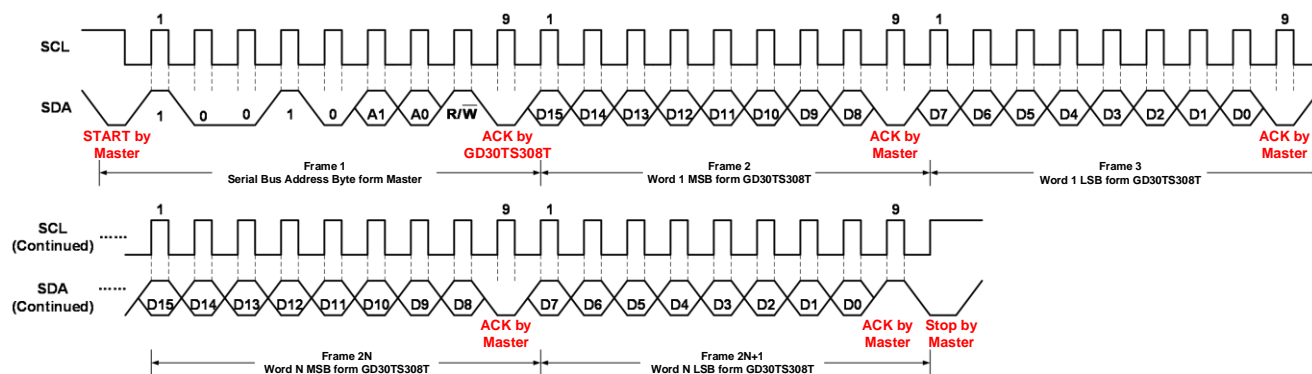 1 9 1 9 1 9
SCL
SDA
1 0 0 1 0 A1 A0 R/W̅ D15 D14 D13 D12 D11 D10 D9 D8 D7 D6 D5 D4 D3 D2 D1 D0
START by
Master
ACK by
GD30TS308T
ACK by
Master
ACK by
Master
Frame 1
Serial Bus Address Byte form Master
Frame 2
Word 1 MSB form GD30TS308T
Frame 3
Word 1 LSB form GD30TS308T
1 9 1 9
SCL
(Continued) ······
SDA
(Continued) ······
D15 D14 D13 D12 D11 D10 D9 D8 D7 D6 D5 D4 D3 D2 D1 D0
ACK by
Master
ACK by
Master
Stop by
Master
Frame 2N
Word N MSB form GD30TS308T
Frame 2N+1
Word N LSB form GD30TS308T